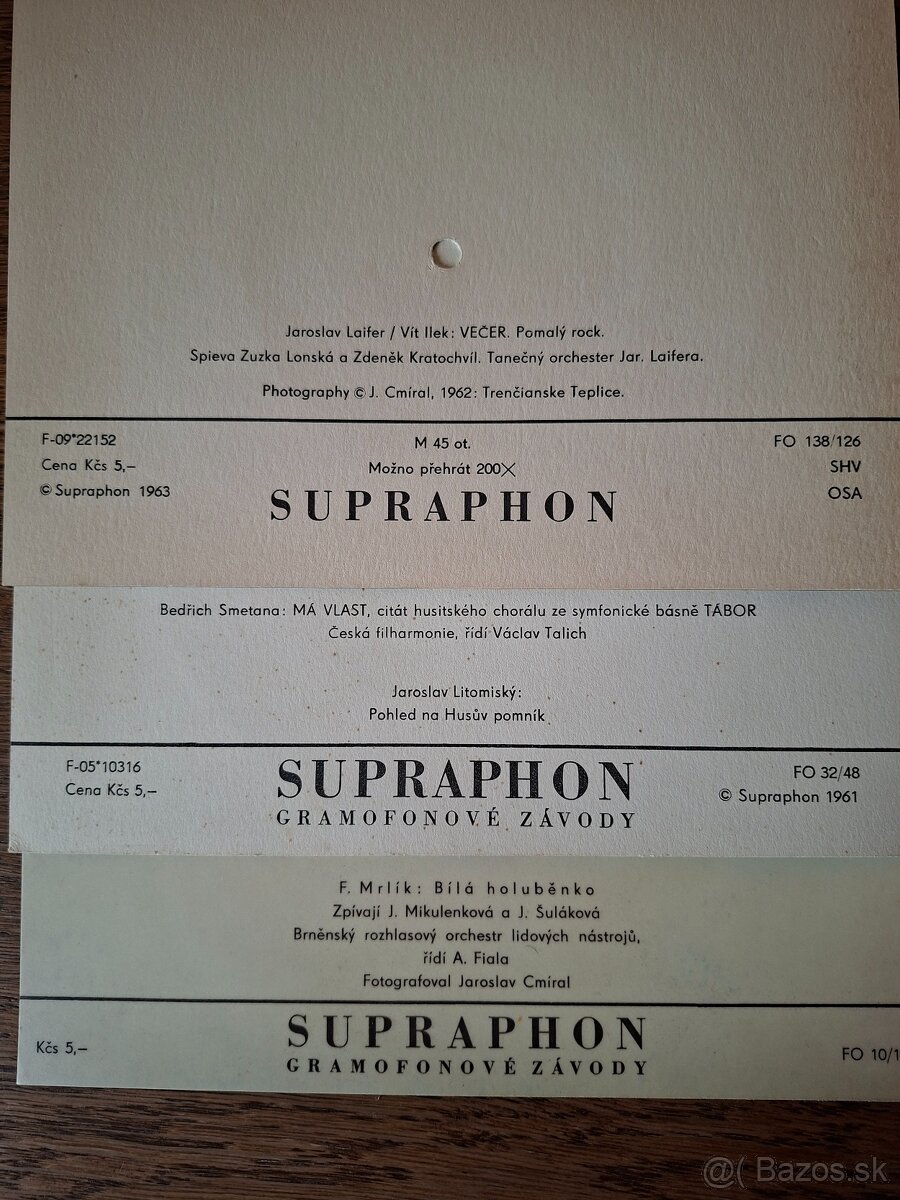 Jaroslav Laifer / Vít Ilek: VEČER. Pomalý rock.
Spieva Zuzka Lonská a Zdeněk Kratochvíl. Tanečný orchester Jar. Laifera.
Photography © J. Cmíral, 1962: Trenčianske Teplice.
F-09*22152 M 45 ot. FO 138/126
Cena Kčs 5,– Možno přehrát 200X SHV
© Supraphon 1963 SUPRAPHON OSA
Bedřich Smetana: MÁ VLAST, citát husitského chorálu ze symfonické básně TÁBOR
Česká filharmonie, řídí Václav Talich
Jaroslav Litomiský:
Pohled na Husův pomník
F-05*10316 SUPRAPHON FO 32/48
Cena Kčs 5,– GRAMOFONOVÉ ZÁVODY © Supraphon 1961
F. Mrlík: Bílá holuběnko
Zpívají J. Mikulenková a J. Šuláková
Brněnský rozhlasový orchestr lidových nástrojů,
řídí A. Fiala
Fotografoval Jaroslav Cmíral
Kčs 5,– SUPRAPHON FO 10/1
GRAMOFONOVÉ ZÁVODY
@( Bazos.sk